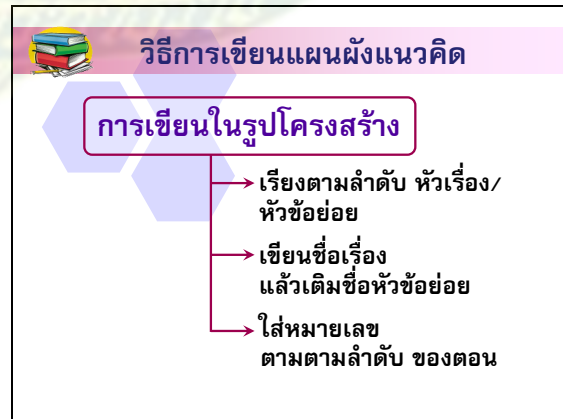 วิธีการเขียนแผนผังแนวคิด
การเขียนในรูปโครงสร้าง
เรียงตามลำดับ หัวเรื่อง/
หัวข้อย่อย
เขียนชื่อเรื่อง
แล้วเติมชื่อหัวข้อย่อย
ใส่หมายเลข
ตามตามลำดับ ของตอน